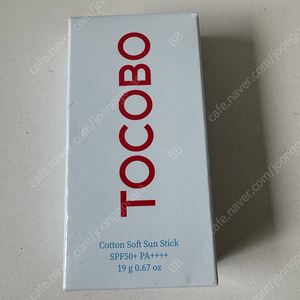 TOCOBO
Cotton Soft Sun Stick
SPF50+ PA++++
19 g 0.67 oz